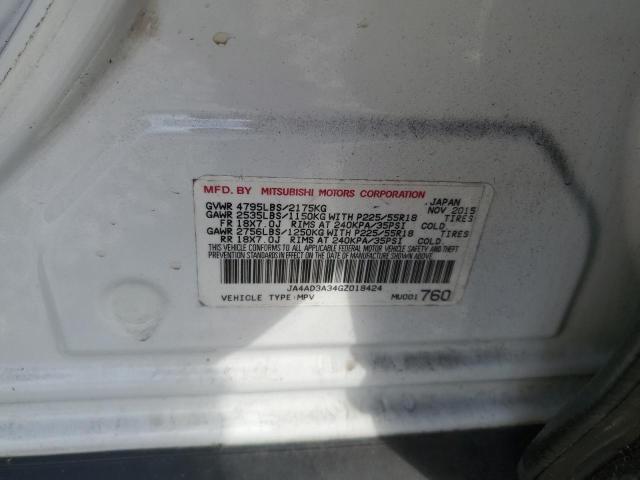 MFD. BY MITSUBISHI MOTORS CORPORATION
GVWR 4795LBS/2175KG JAPAN NOV 2015
GAWR 2535LBS/1150KG WITH P225/55R18 TIRES
FR 18X7.0J RIMS AT 240KPA/35PSI COLD
GAWR 2756LBS/1250KG WITH P225/55R18 TIRES
RR 18X7.0J RIMS AT 240KPA/35PSI COLD
THIS VEHICLE CONFORMS TO ALL APPLICABLE FEDERAL MOTOR VEHICLE SAFETY AND THEFT
PREVENTION STANDARDS IN EFFECT ON THE DATE OF MANUFACTURE SHOWN ABOVE.
JA4AD3A34GZ018424
VEHICLE TYPE:MPV MU001760